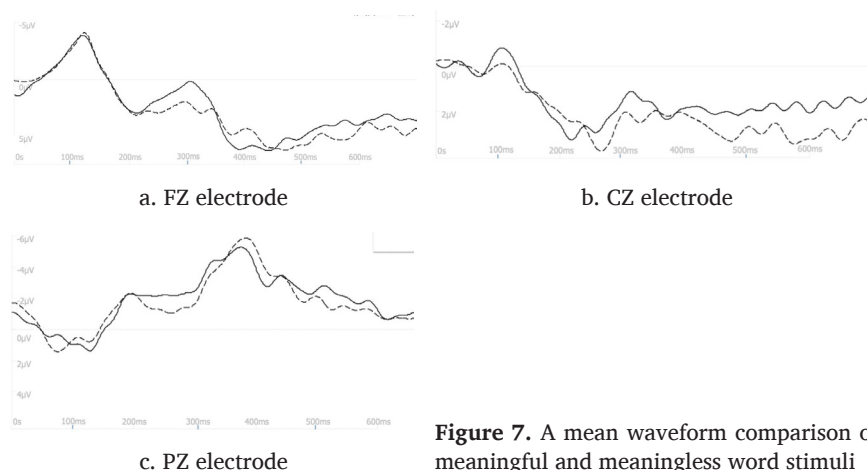 -5µV
0µV
5µV
0s 100ms 200ms 300ms 400ms 500ms 600ms
a. FZ electrode
-2µV
0µV
2µV
0s 100ms 200ms 300ms 400ms 500ms 600ms
b. CZ electrode
-6µV
-4µV
-2µV
0µV
2µV
4µV
0s 100ms 200ms 300ms 400ms 500ms 600ms
c. PZ electrode
Figure 7. A mean waveform comparison
meaningful and meaningless word stimuli